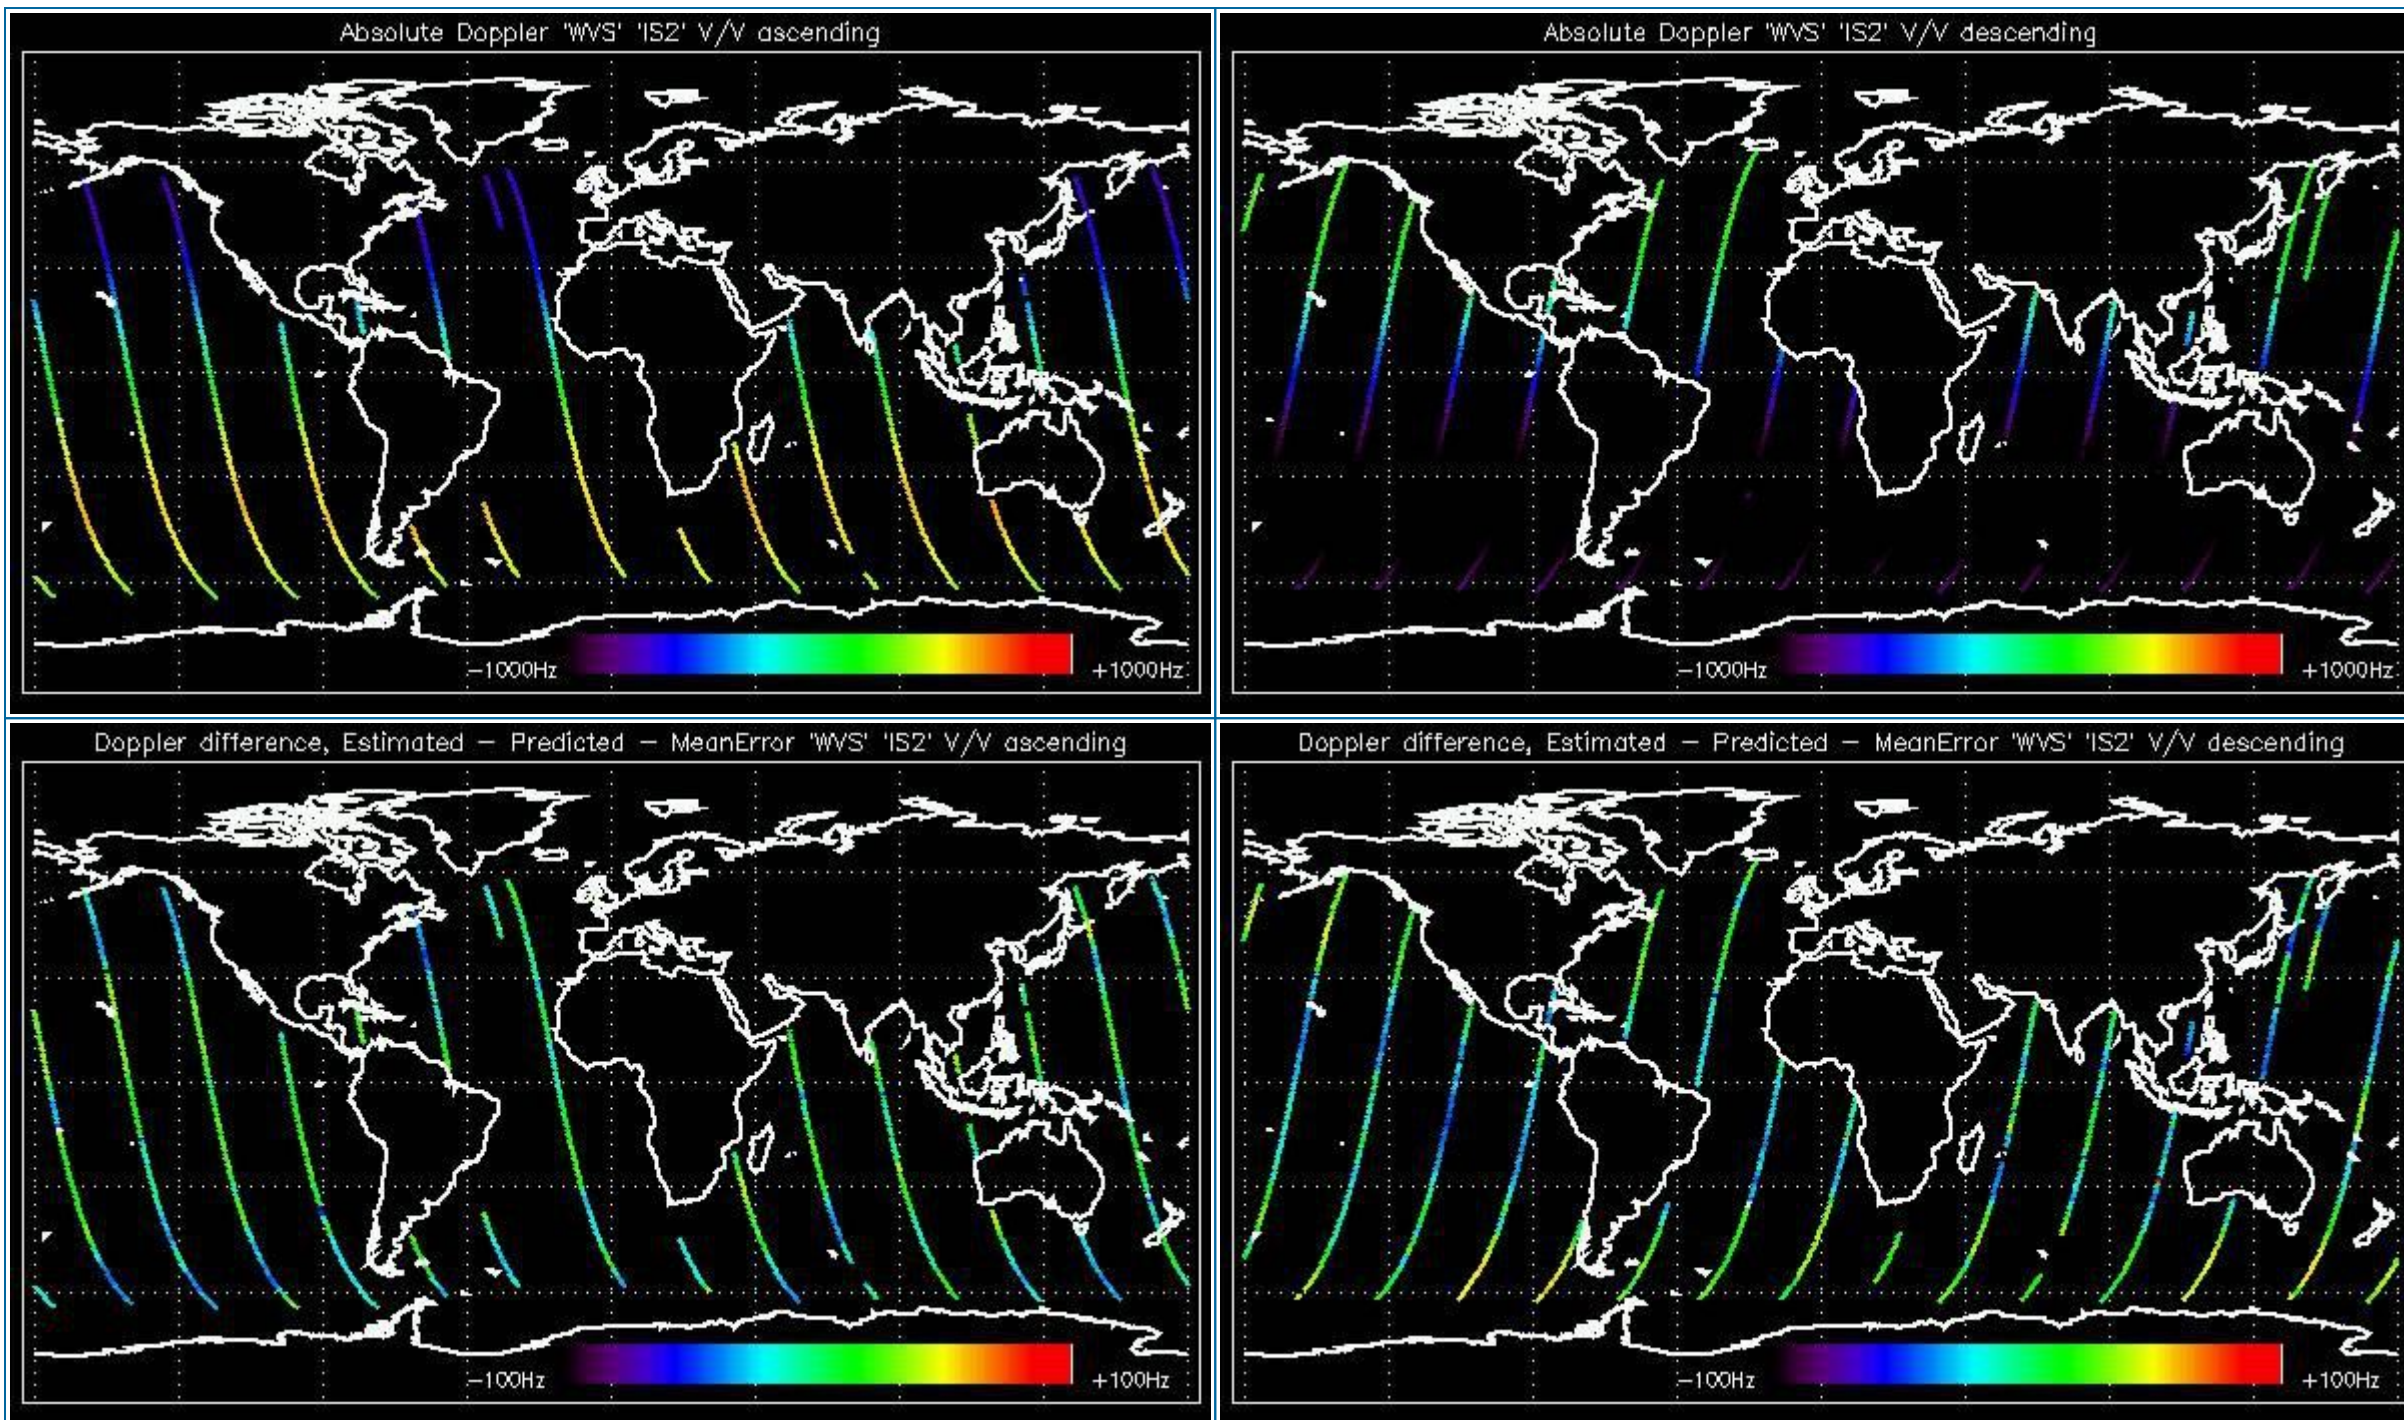 Absolute Doppler 'WVS' 'IS2' V/V ascending
-1000Hz
+1000Hz
Absolute Doppler 'WVS' 'IS2' V/V descending
-1000Hz
+1000Hz
Doppler difference, Estimated - Predicted - MeanError 'WVS' 'IS2' V/V ascending
-100Hz
+100Hz
Doppler difference, Estimated - Predicted - MeanError 'WVS' 'IS2' V/V descending
-100Hz
+100Hz